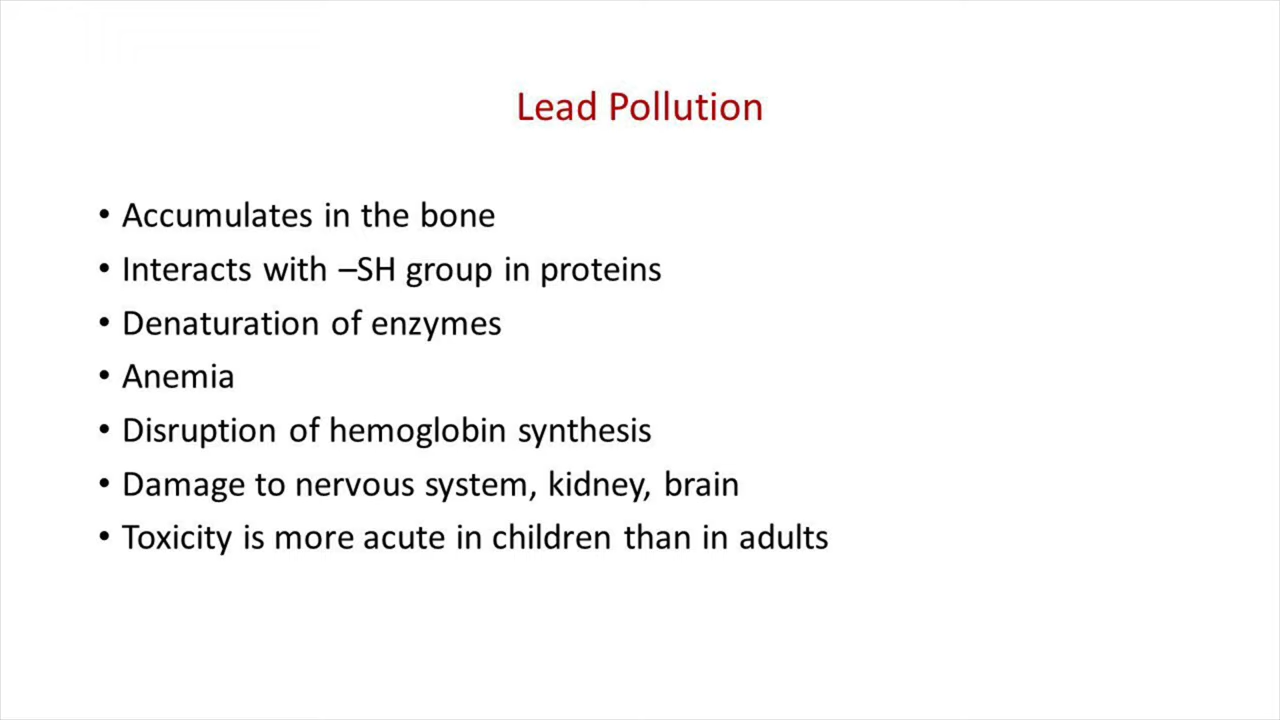 Lead Pollution
• Accumulates in the bone
• Interacts with –SH group in proteins
• Denaturation of enzymes
• Anemia
• Disruption of hemoglobin synthesis
• Damage to nervous system, kidney, brain
• Toxicity is more acute in children than in adults